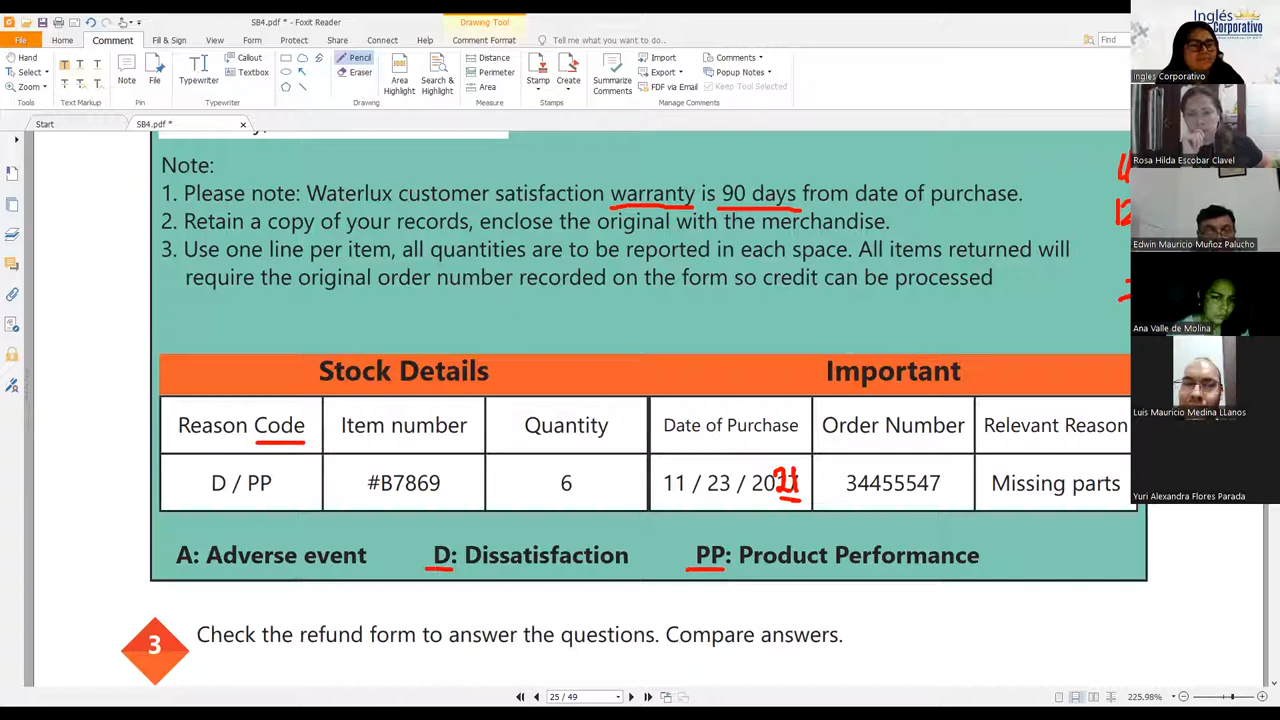 SB4.pdf * - Foxit Reader
Drawing Tool
File Home Comment Fill & Sign View Form Protect Share Connect Help Comment Format Tell me what you want to do... Find
Hand
Select
Zoom
Tools
Text Markup
Note
File
Pin
Typewriter
Callout
Textbox
Typewriter
Pencil
Eraser
Drawing
Area Highlight
Search & Highlight
Distance
Perimeter
Area
Measure
Stamp
Create
Stamps
Summarize Comments
Import
Export
FDF via Email
Comments
Popup Notes
Keep Tool Selected
Manage Comments
Start
SB4.pdf *
Note:
1. Please note: Waterlux customer satisfaction warranty is 90 days from date of purchase.
2. Retain a copy of your records, enclose the original with the merchandise.
3. Use one line per item, all quantities are to be reported in each space. All items returned will
require the original order number recorded on the form so credit can be processed
Stock Details Important
Reason Code Item number Quantity Date of Purchase Order Number Relevant Reason
D / PP #B7869 6 11 / 23 / 2021 34455547 Missing parts
A: Adverse event D: Dissatisfaction PP: Product Performance
3 Check the refund form to answer the questions. Compare answers.
25 / 49
225.98%
Inglés
Corporativo
Ingles Corporativo
Rosa Hilda Escobar Clavel
Edwin Mauricio Muñoz Palucho
Ana Valle de Molina
Luis Mauricio Medina LLanos
Yuri Alexandra Flores Parada